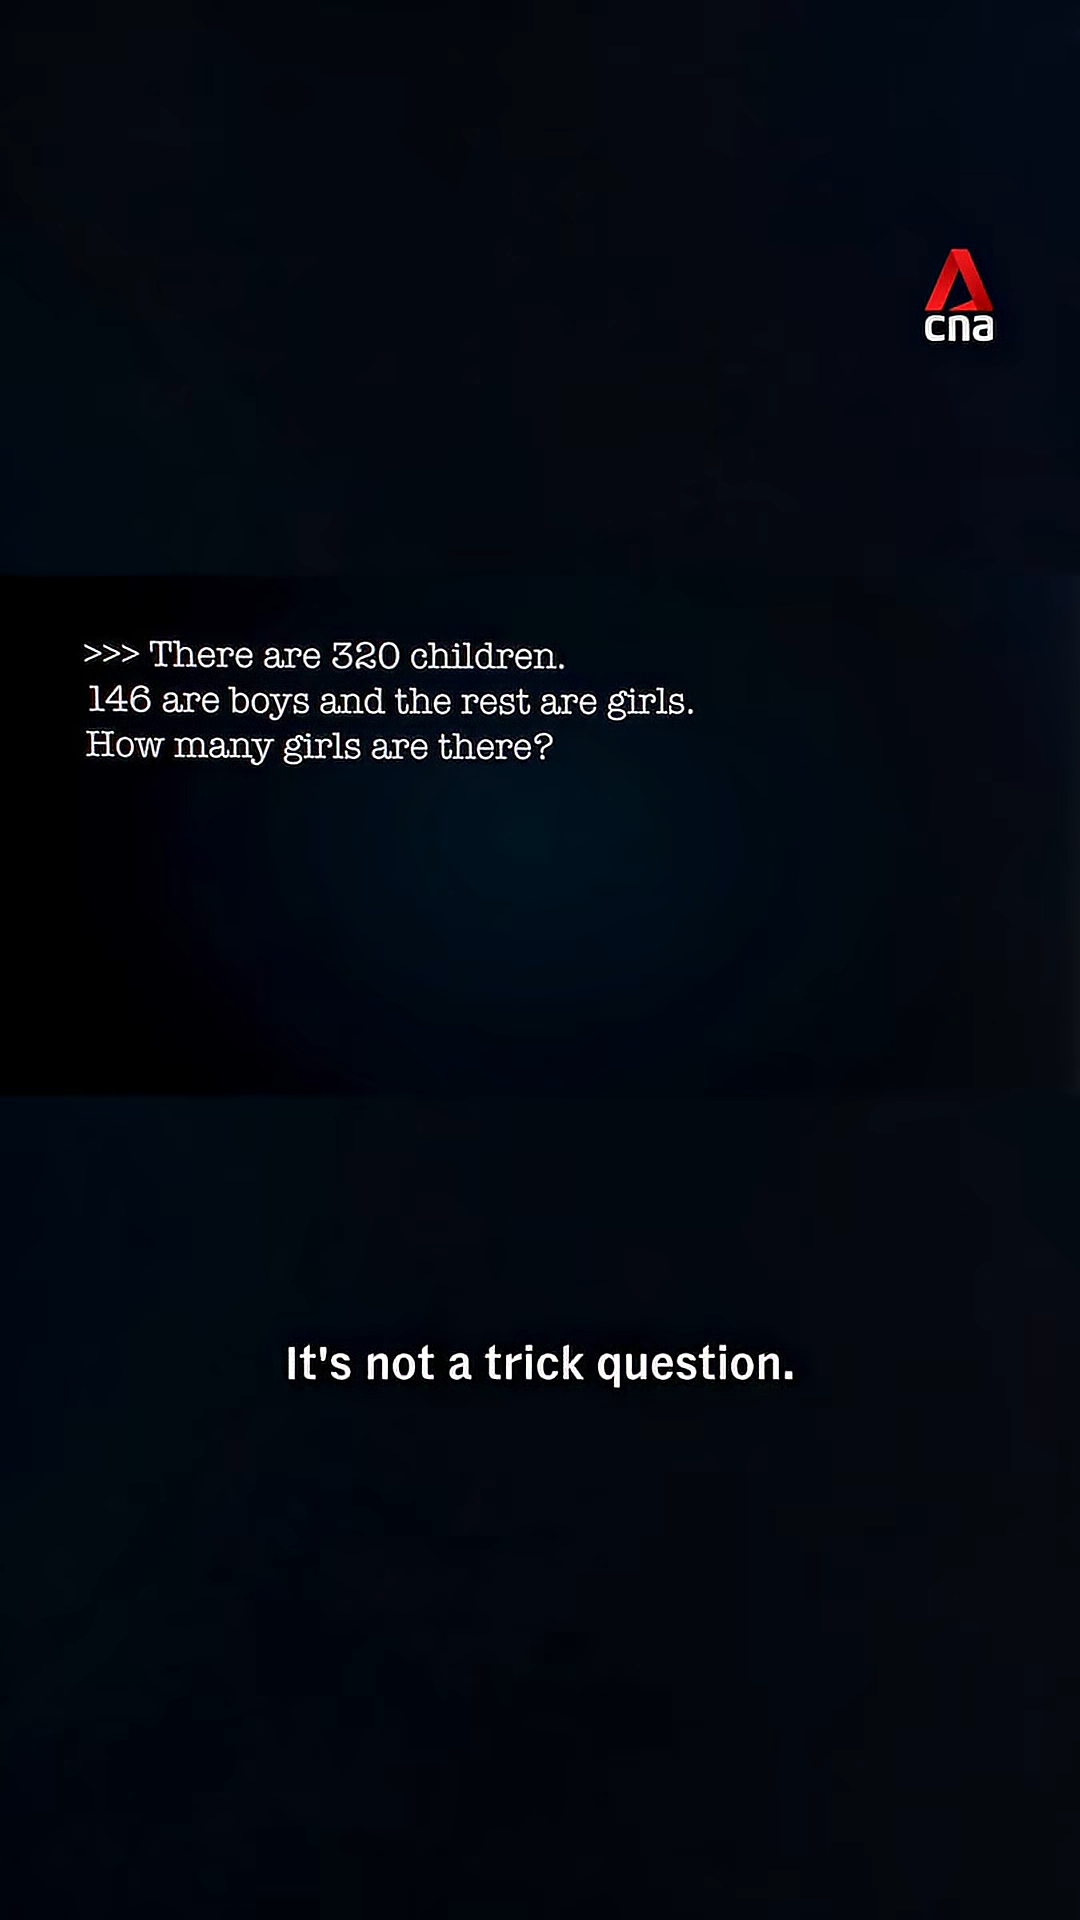 cna
>>> There are 320 children.
146 are boys and the rest are girls.
How many girls are there?
It's not a trick question.